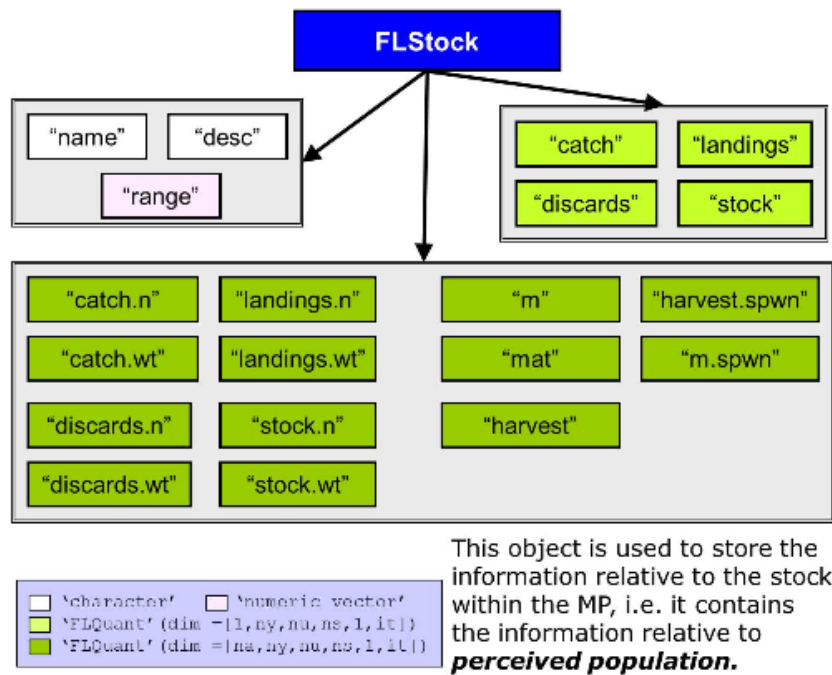 FLStock
“name” “desc”
“range”
“catch” “landings”
“discards” “stock”
“catch.n” “landings.n” “m” “harvest.spwn”
“catch.wt” “landings.wt” “mat” “m.spwn”
“discards.n” “stock.n” “harvest”
“discards.wt” “stock.wt”
‘character’ ‘numeric vector’
‘FLQuant’(dim =[1,ny,nu,ns,1,it])
‘FLQuant’(dim =[na,ny,nu,ns,1,it])
This object is used to store the
information relative to the stock
within the MP, i.e. it contains
the information relative to
perceived population.